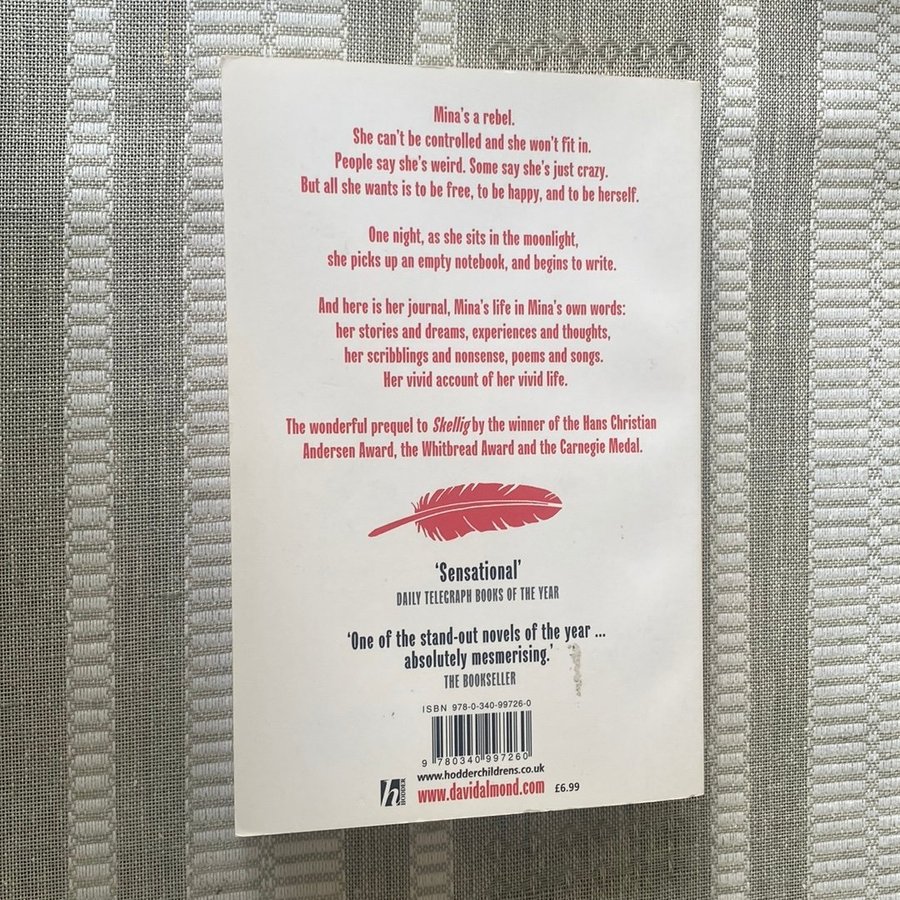 Mina's a rebel.
She can't be controlled and she won't fit in.
People say she's weird. Some say she's just crazy.
But all she wants is to be free, to be happy, and to be herself.
One night, as she sits in the moonlight,
she picks up an empty notebook, and begins to write.
And here is her journal, Mina's life in Mina's own words:
her stories and dreams, experiences and thoughts,
her scribblings and nonsense, poems and songs.
Her vivid account of her vivid life.
The wonderful prequel to Skellig by the winner of the Hans Christian
Andersen Award, the Whitbread Award and the Carnegie Medal.
'Sensational'
DAILY TELEGRAPH BOOKS OF THE YEAR
'One of the stand-out novels of the year ...
absolutely mesmerising.'
THE BOOKSELLER
ISBN 978-0-340-99726-0
9 780340 997260
www.hodderchildrens.co.uk
h HODDER
www.davidalmond.com £6.99